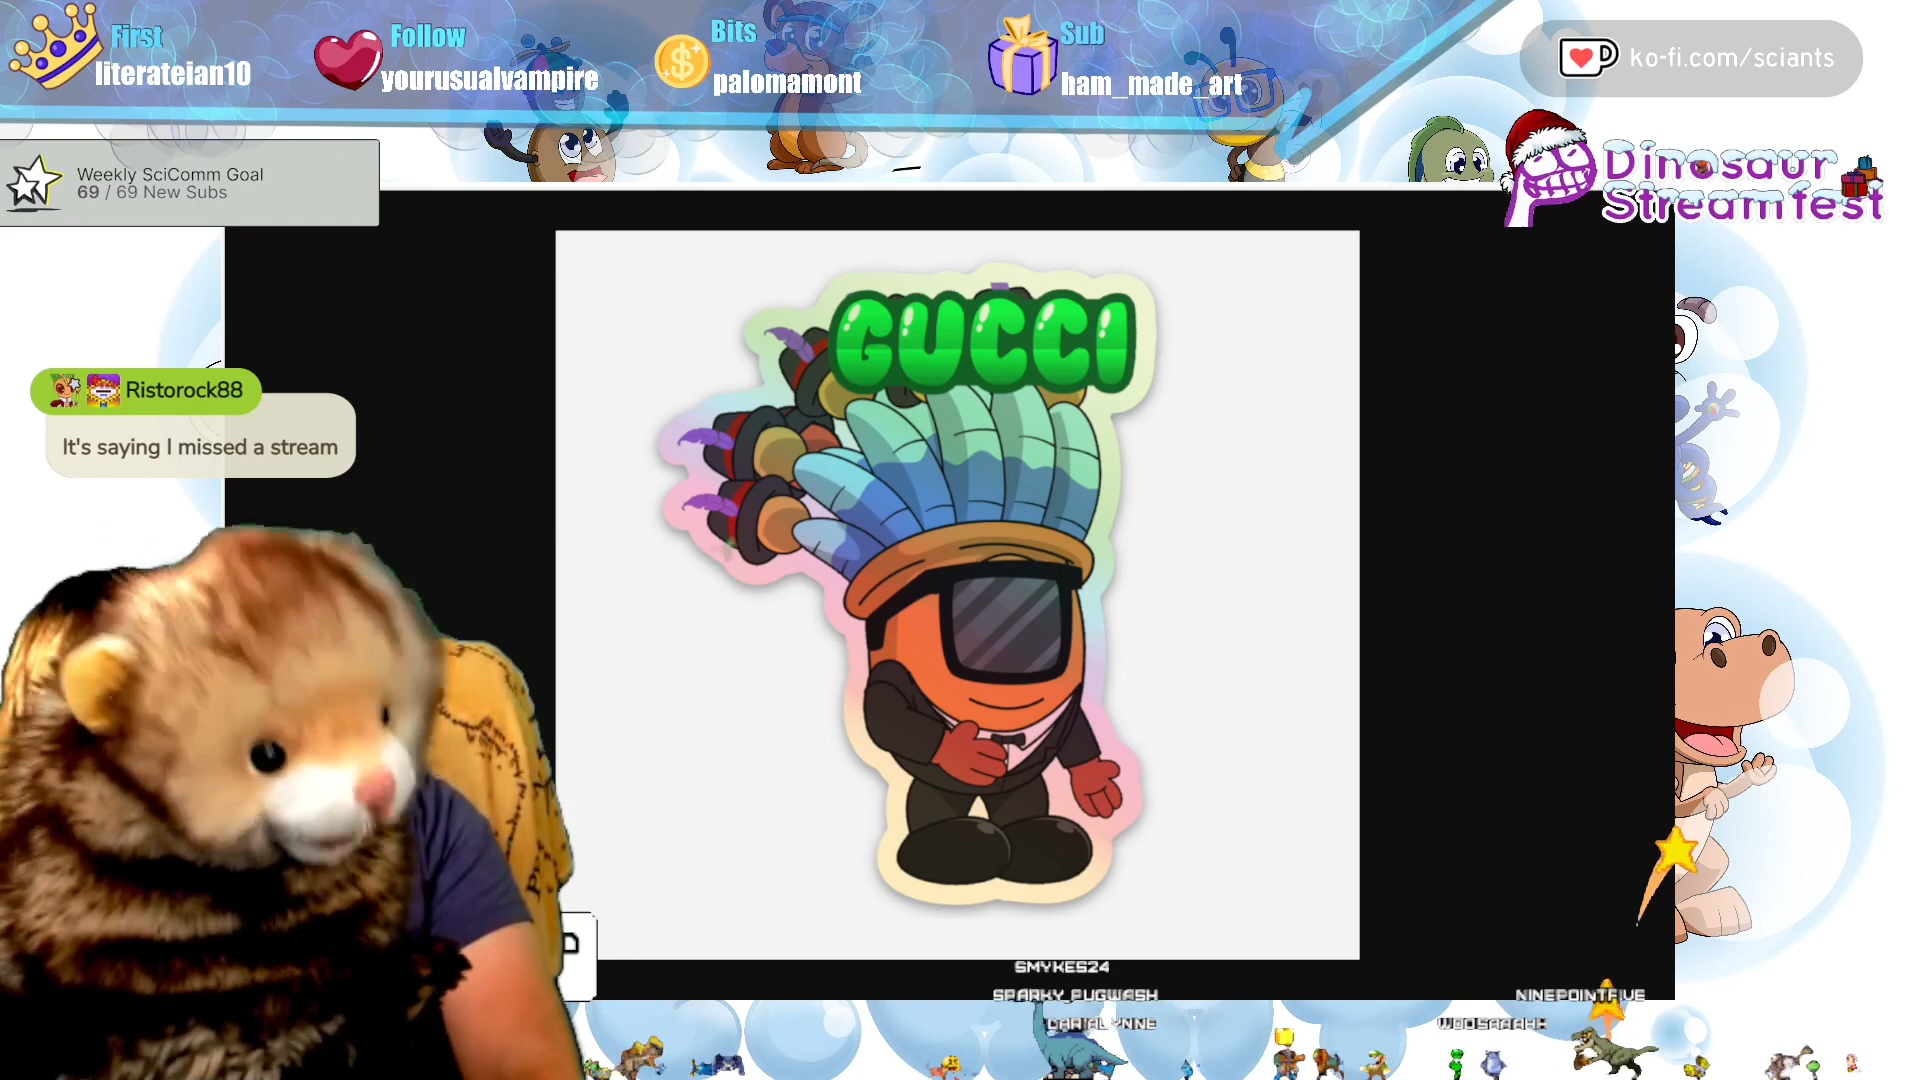 First
literateian10
Follow
yourusualvampire
Bits
palomamont
Sub
ham_made_art
ko-fi.com/sciants
Weekly SciComm Goal
69 / 69 New Subs
Dinosaur
Streamfest
GUCCI
Ristorock88
It's saying I missed a stream
SMYKES24
SPARKY_PUGWASH
NINEPOINTFIVE